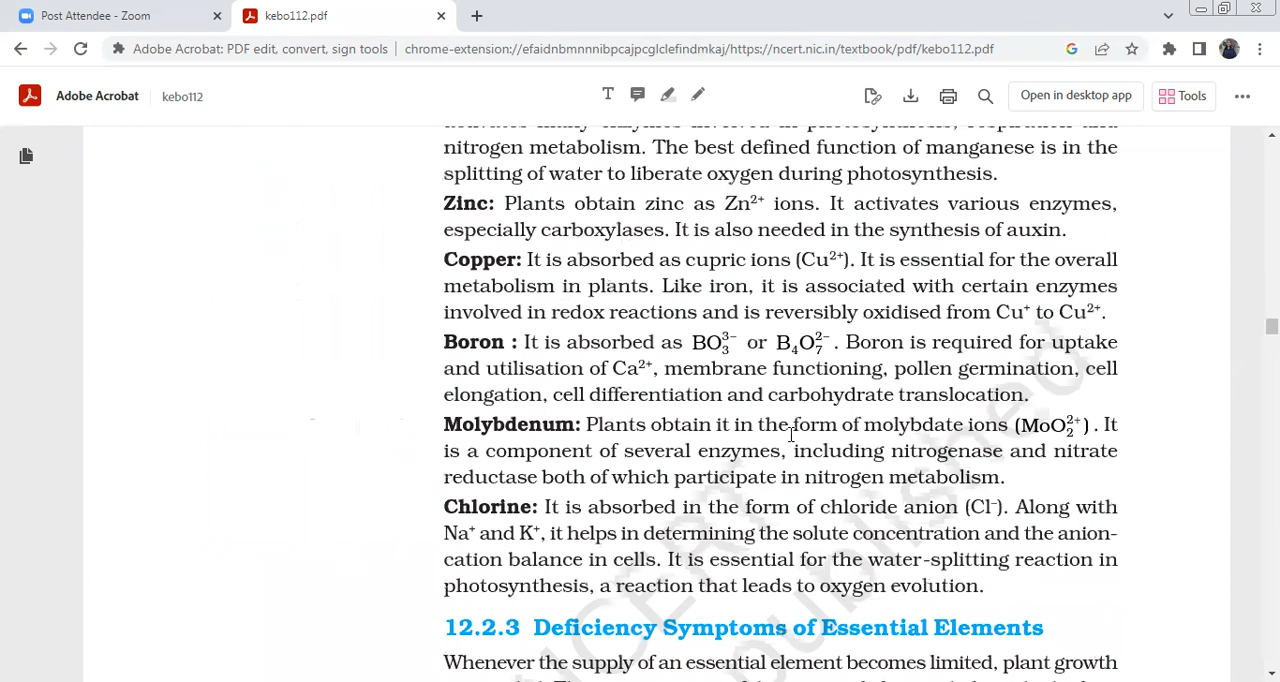 Post Attendee - Zoom
kebo112.pdf
Adobe Acrobat: PDF edit, convert, sign tools | chrome-extension://efaidnbmnnnibpcajpcglclefindmkaj/https://ncert.nic.in/textbook/pdf/kebo112.pdf
Adobe Acrobat kebo112 Open in desktop app Tools
activates many enzymes involved in photosynthesis, respiration and
nitrogen metabolism. The best defined function of manganese is in the
splitting of water to liberate oxygen during photosynthesis.
Zinc: Plants obtain zinc as Zn²⁺ ions. It activates various enzymes,
especially carboxylases. It is also needed in the synthesis of auxin.
Copper: It is absorbed as cupric ions (Cu²⁺). It is essential for the overall
metabolism in plants. Like iron, it is associated with certain enzymes
involved in redox reactions and is reversibly oxidised from Cu⁺ to Cu²⁺.
Boron : It is absorbed as BO₃³⁻ or B₄O₇²⁻. Boron is required for uptake
and utilisation of Ca²⁺, membrane functioning, pollen germination, cell
elongation, cell differentiation and carbohydrate translocation.
Molybdenum: Plants obtain it in the form of molybdate ions (MoO₂²⁺). It
is a component of several enzymes, including nitrogenase and nitrate
reductase both of which participate in nitrogen metabolism.
Chlorine: It is absorbed in the form of chloride anion (Cl⁻). Along with
Na⁺ and K⁺, it helps in determining the solute concentration and the anion-
cation balance in cells. It is essential for the water-splitting reaction in
photosynthesis, a reaction that leads to oxygen evolution.
12.2.3 Deficiency Symptoms of Essential Elements
Whenever the supply of an essential element becomes limited, plant growth